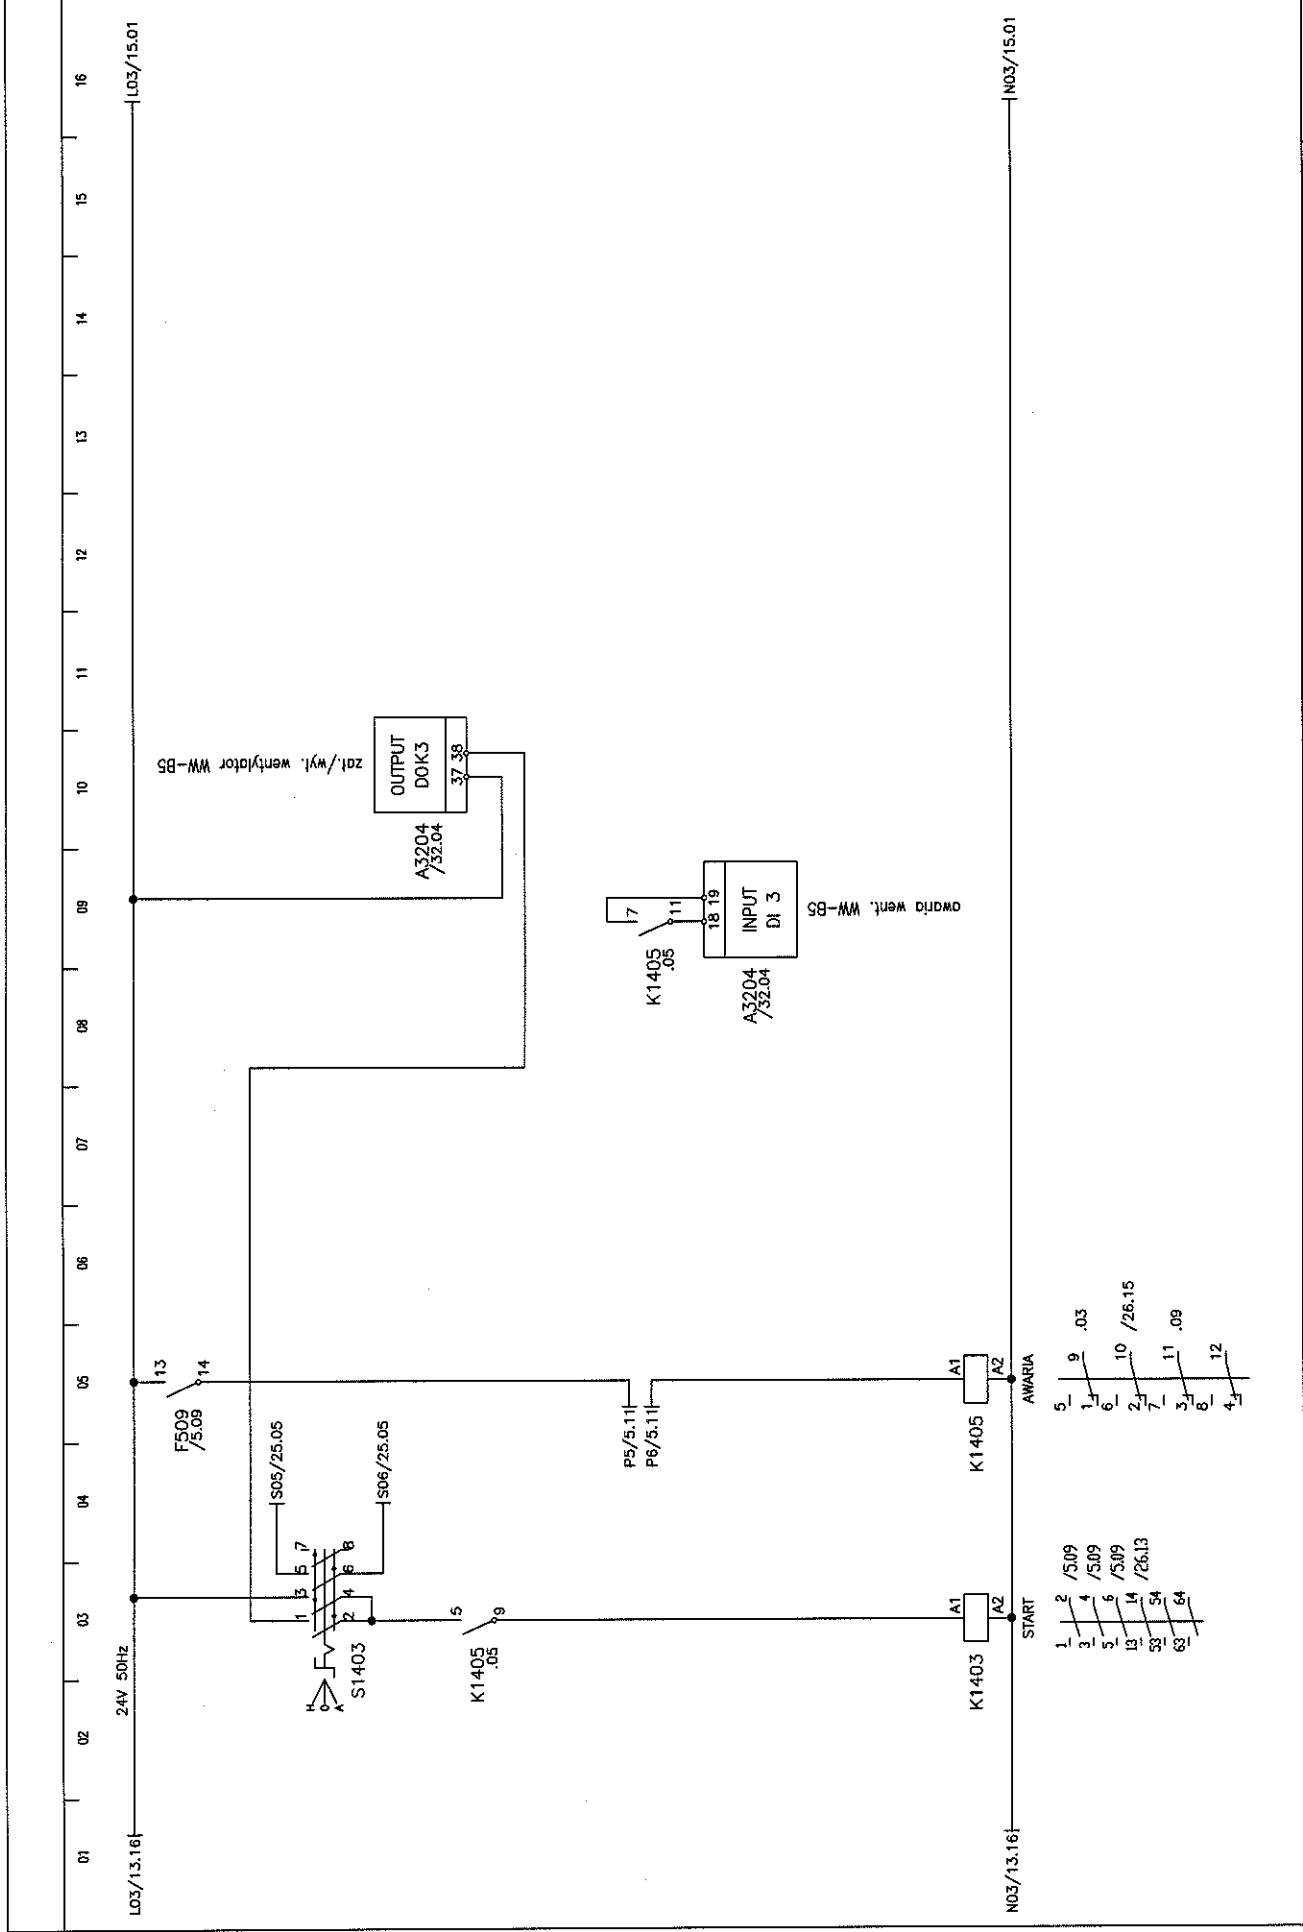 01 02 03 04 05 06 07 08 09 10 11 12 13 14 15 16
L03/13.16
24V 50Hz
L03/15.01
F509
/5.09
13
14
S05/25.05
S06/25.05
1 3 5 7
2 4 6 8
H
O
A
S1403
K1405
.05
5
9
zał./wył. wentylator WW-B5
OUTPUT
DOK3
37 38
A3204
/32.04
P5/5.11
P6/5.11
K1405
.05
7
11
18 19
INPUT
DI 3
A3204
/32.04
awaria went. WW-B5
K1403
A1
A2
K1405
A1
A2
N03/13.16
N03/15.01
START
1 2 /5.09
3 4 /5.09
5 6 /5.09
13 14 /26.13
53 54
63 64
AWARIA
5
1 9 .03
6
2 10 /26.15
7
3 11 .09
8
4 12